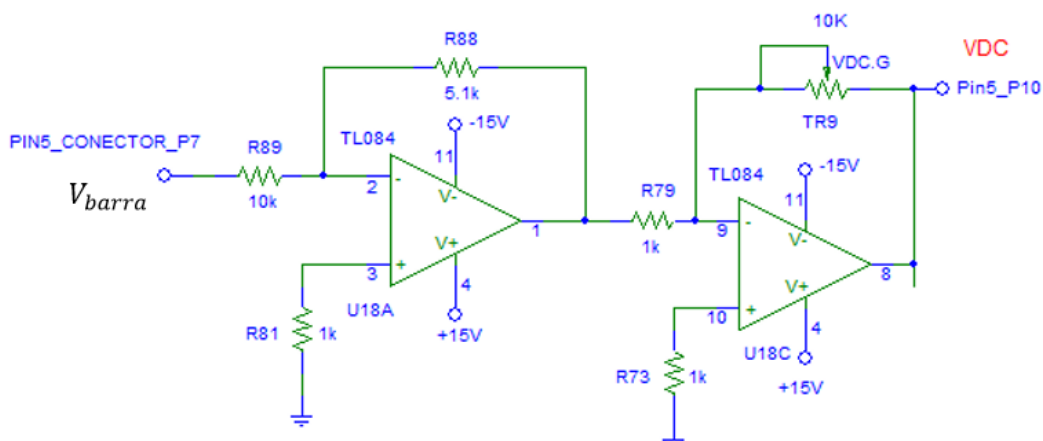 10K
R88
VDC
VDC.G
5.1k
Pin5_P10
TR9
PIN5_CONECTOR_P7
TL084
-15V
R89
11
TL084
-15V
2
-
R79
11
V_barra
10k
V-
9
-
1
V-
1k
V+
3
+
8
4
V+
10
+
R81
1k
U18A
4
+15V
U18C
R73
1k
+15V